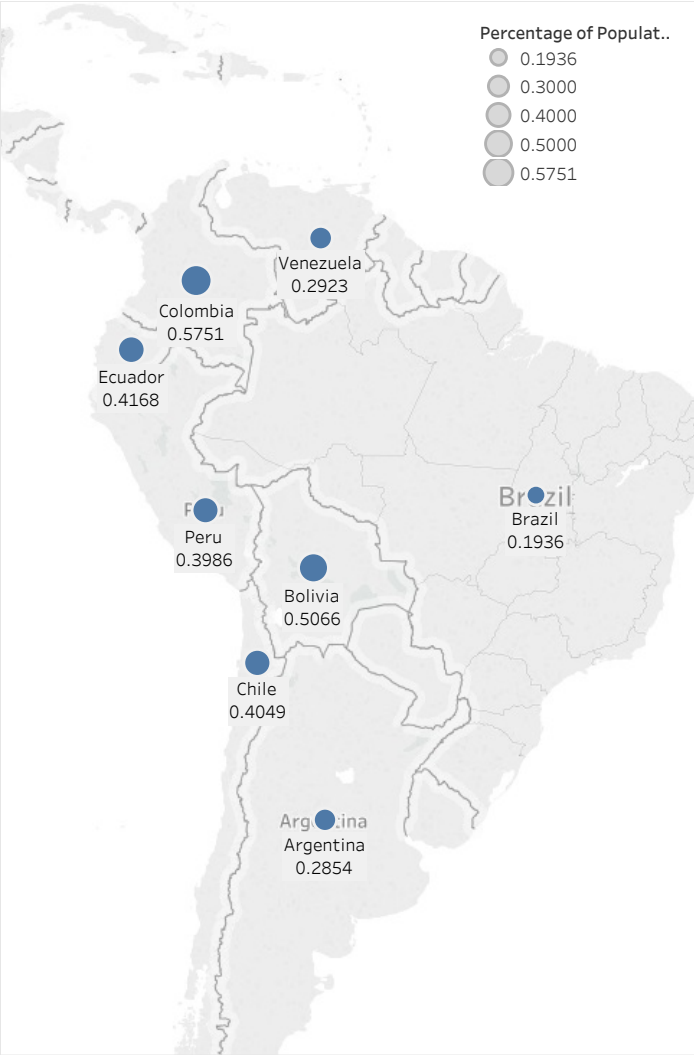 Percentage of Populat..
0.1936
0.3000
0.4000
0.5000
0.5751
Venezuela
0.2923
Colombia
0.5751
Ecuador
0.4168
Brazil
Brazil
0.1936
Peru
Peru
0.3986
Bolivia
0.5066
Chile
0.4049
Argentina
Argentina
0.2854